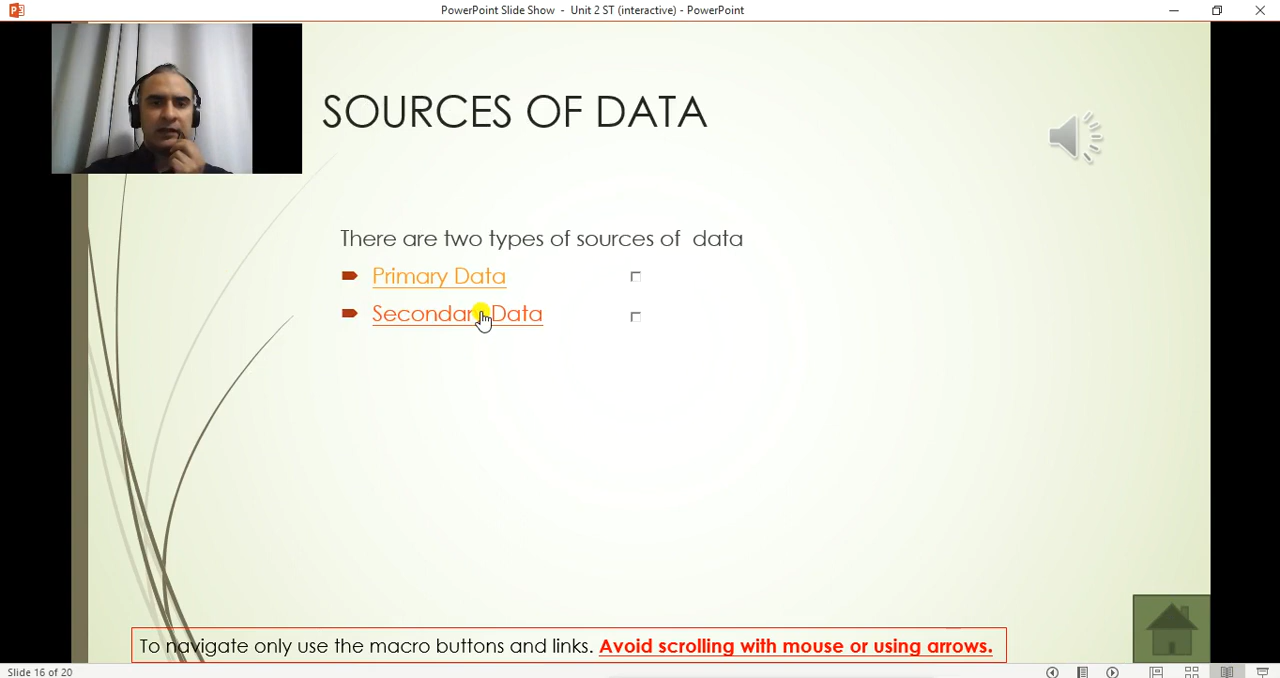 PowerPoint Slide Show - Unit 2 ST (interactive) - PowerPoint
SOURCES OF DATA
There are two types of sources of data
Primary Data
Secondary Data
To navigate only use the macro buttons and links. Avoid scrolling with mouse or using arrows.
Slide 16 of 20